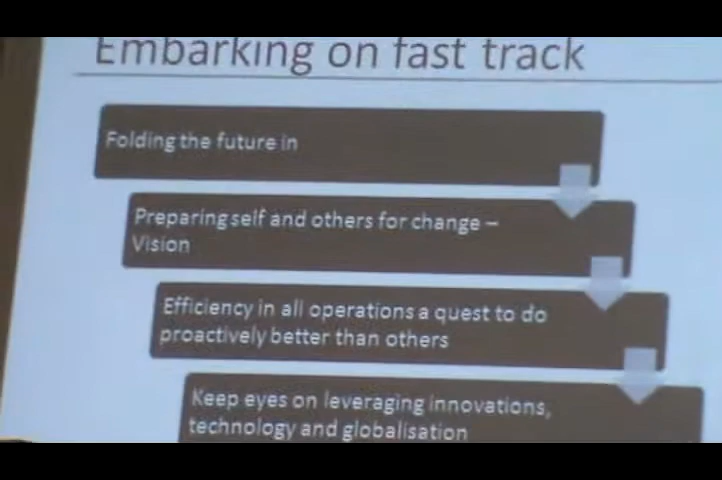 Embarking on fast track
Folding the future in
Preparing self and others for change –
Vision
Efficiency in all operations a quest to do
proactively better than others
Keep eyes on leveraging innovations,
technology and globalisation